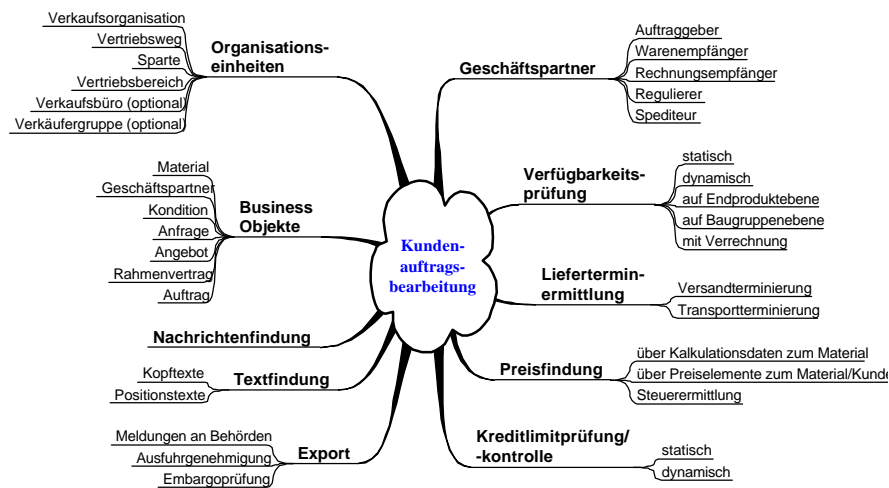 Verkaufsorganisation
Vertriebsweg
Sparte
Vertriebsbereich
Verkaufsbüro (optional)
Verkäufergruppe (optional)
Organisations-
einheiten
Material
Geschäftspartner
Kondition
Anfrage
Angebot
Rahmenvertrag
Auftrag
Business
Objekte
Nachrichtenfindung
Kopftexte
Positionstexte
Textfindung
Meldungen an Behörden
Ausfuhrgenehmigung
Embargoprüfung
Export
Kunden-
auftrags-
bearbeitung
Geschäftspartner
Auftraggeber
Warenempfänger
Rechnungsempfänger
Regulierer
Spediteur
Verfügbarkeits-
prüfung
statisch
dynamisch
auf Endproduktebene
auf Baugruppenebene
mit Verrechnung
Liefertermin-
ermittlung
Versandterminierung
Transportterminierung
Preisfindung
über Kalkulationsdaten zum Material
über Preiselemente zum Material/Kunde
Steuerermittlung
Kreditlimitprüfung/
-kontrolle
statisch
dynamisch